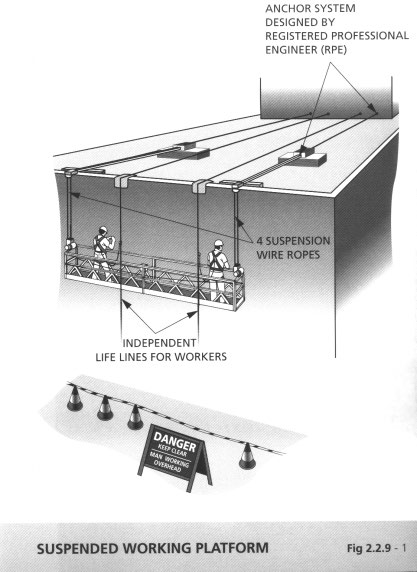 ANCHOR SYSTEM
DESIGNED BY
REGISTERED PROFESSIONAL
ENGINEER (RPE)
4 SUSPENSION
WIRE ROPES
INDEPENDENT
LIFE LINES FOR WORKERS
DANGER
KEEP CLEAR
MAN WORKING
OVERHEAD
SUSPENDED WORKING PLATFORM
Fig 2.2.9 - 1